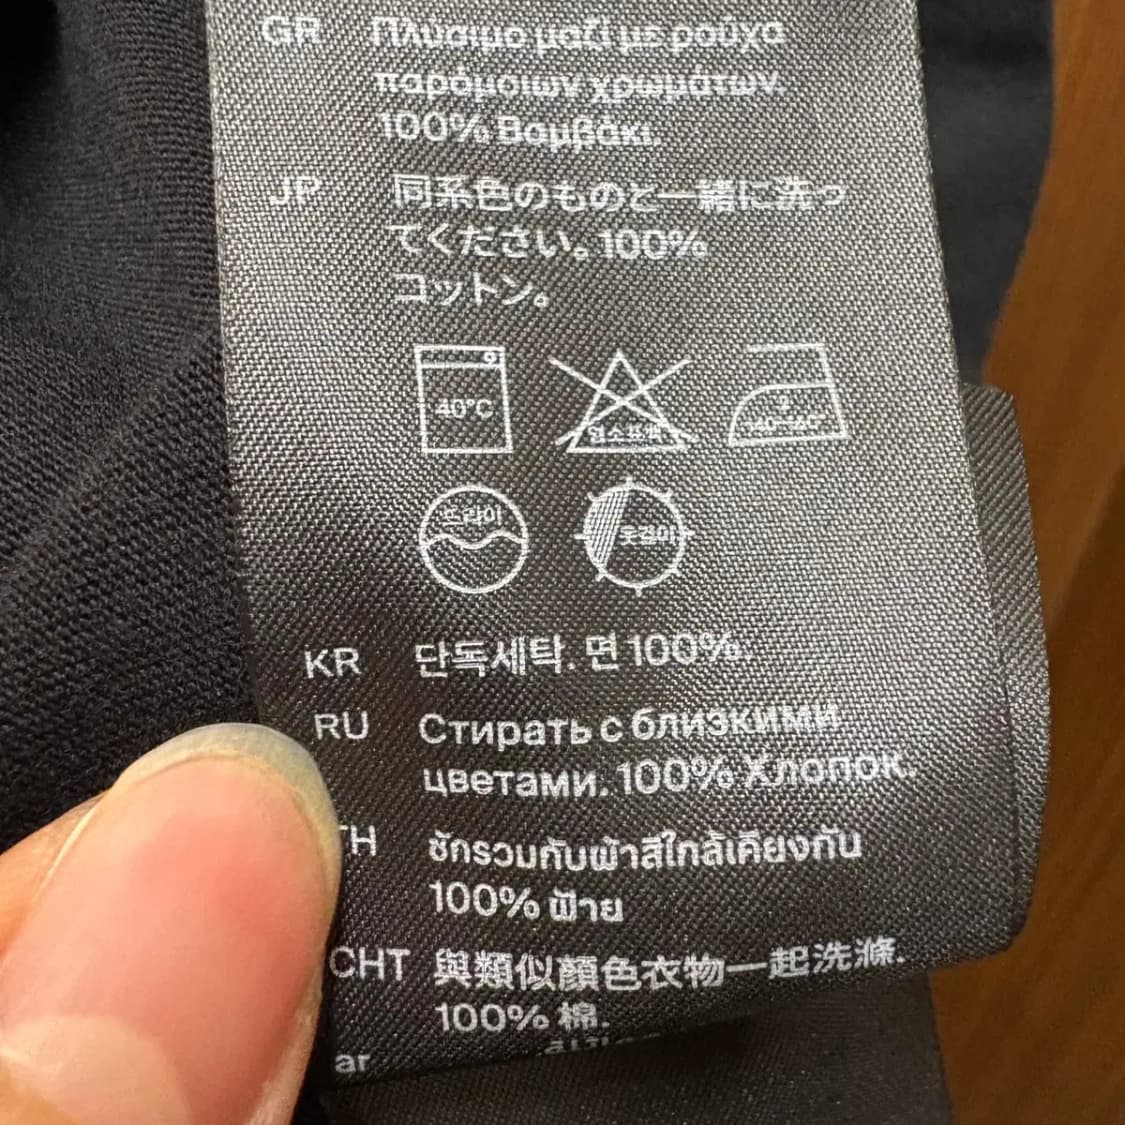 GR Πλύσιμο μαζί με ρούχα
παρόμοιων χρωμάτων.
100% Βαμβάκι.
JP 同系色のものと一緒に洗っ
てください。100%
コットン。
40°C
염소표백
드라이
옷걸이
KR 단독세탁. 면 100%.
RU Стирать с близкими
цветами. 100% Хлопок.
TH ซักรวมกับผ้าสีใกล้เคียงกัน
100% ฝ้าย
CHT 與類似顏色衣物一起洗滌.
100% 棉.
ar